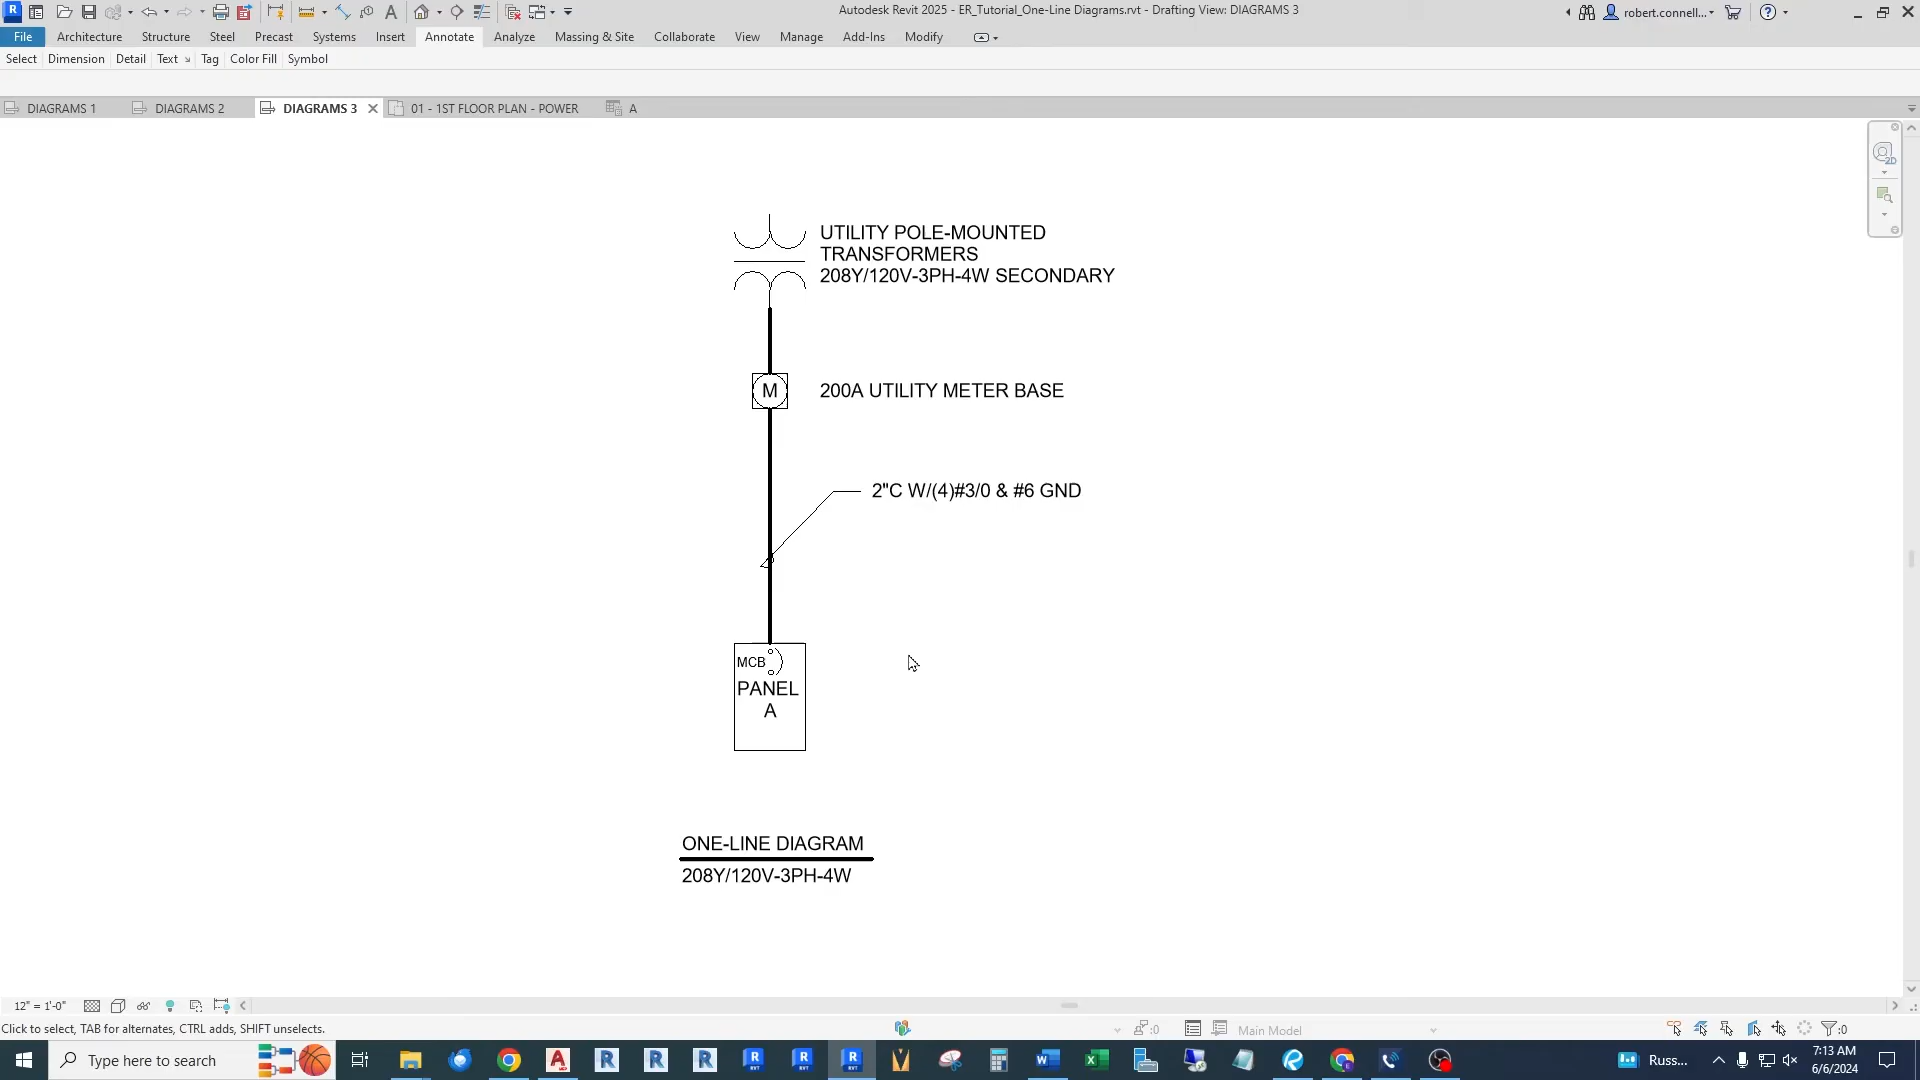 Autodesk Revit 2025 - ER_Tutorial_One-Line Diagrams.rvt - Drafting View: DIAGRAMS 3
robert.connell...
File Architecture Structure Steel Precast Systems Insert Annotate Analyze Massing & Site Collaborate View Manage Add-Ins Modify
Select Dimension Detail Text Tag Color Fill Symbol
DIAGRAMS 1 DIAGRAMS 2 DIAGRAMS 3 01 - 1ST FLOOR PLAN - POWER A
2D
UTILITY POLE-MOUNTED
TRANSFORMERS
208Y/120V-3PH-4W SECONDARY
M
200A UTILITY METER BASE
2"C W/(4)#3/0 & #6 GND
MCB
PANEL
A
ONE-LINE DIAGRAM
208Y/120V-3PH-4W
12" = 1'-0"
Click to select, TAB for alternates, CTRL adds, SHIFT unselects.
:0
Main Model
:0
Type here to search
Russ...
7:13 AM
6/6/2024